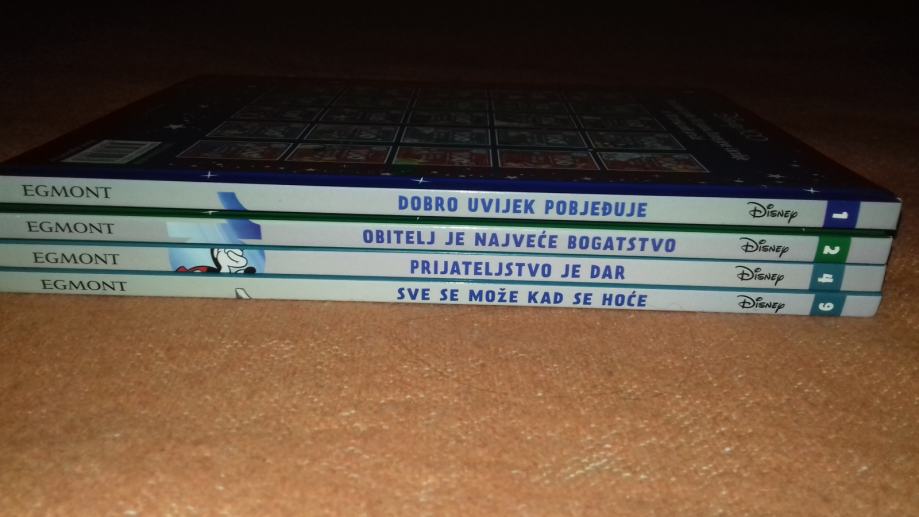 EGMONT DOBRO UVIJEK POBJEĐUJE Disney 1
EGMONT OBITELJ JE NAJVEĆE BOGATSTVO Disney 2
EGMONT PRIJATELJSTVO JE DAR Disney 4
EGMONT SVE SE MOŽE KAD SE HOĆE Disney 6